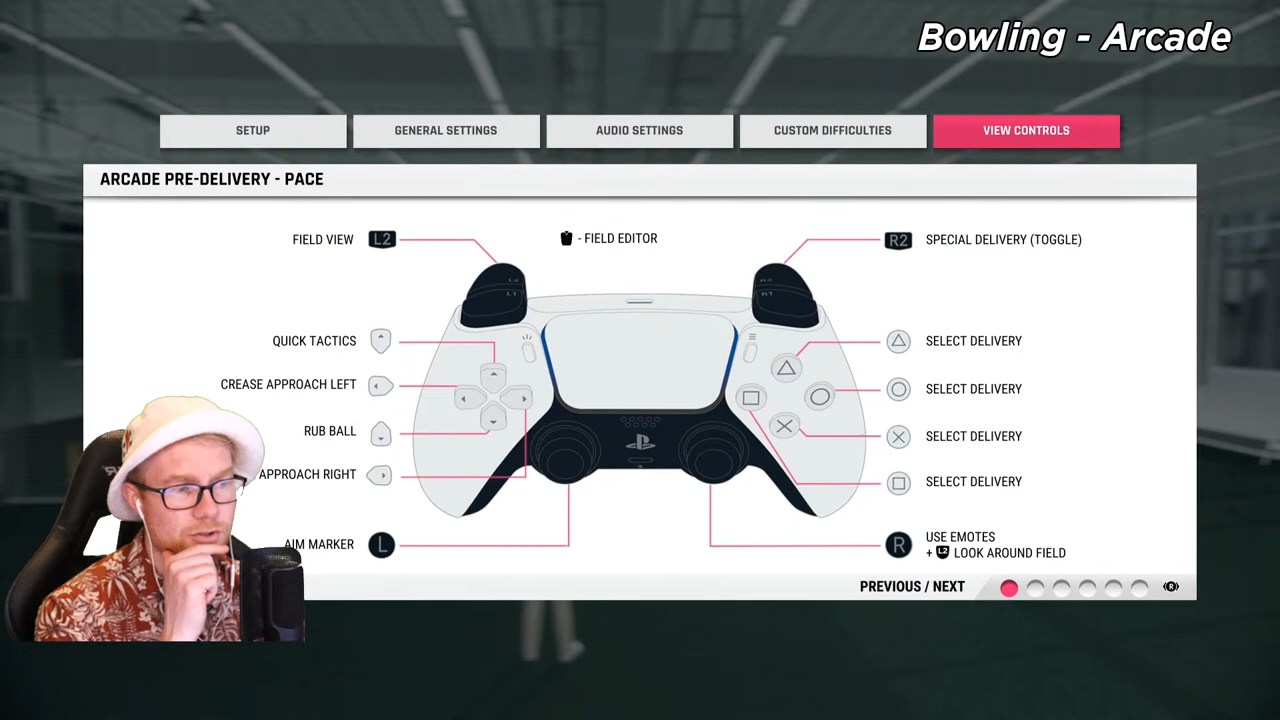 Bowling - Arcade
SETUP
GENERAL SETTINGS
AUDIO SETTINGS
CUSTOM DIFFICULTIES
VIEW CONTROLS
ARCADE PRE-DELIVERY - PACE
FIELD VIEW L2
- FIELD EDITOR
R2 SPECIAL DELIVERY (TOGGLE)
QUICK TACTICS
SELECT DELIVERY
CREASE APPROACH LEFT
SELECT DELIVERY
RUB BALL
SELECT DELIVERY
APPROACH RIGHT
SELECT DELIVERY
AIM MARKER L
R USE EMOTES
+ L2 LOOK AROUND FIELD
PREVIOUS / NEXT R